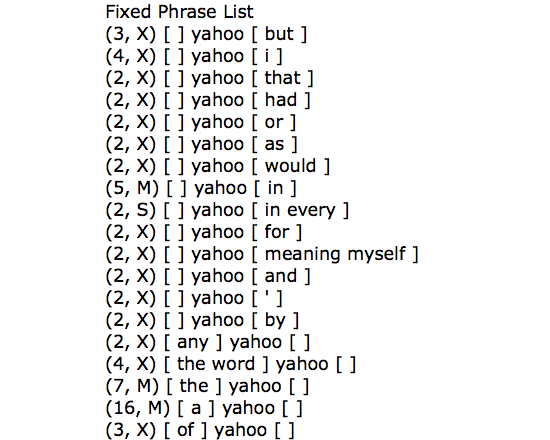 Fixed Phrase List
(3, X) [ ] yahoo [ but ]
(4, X) [ ] yahoo [ i ]
(2, X) [ ] yahoo [ that ]
(2, X) [ ] yahoo [ had ]
(2, X) [ ] yahoo [ or ]
(2, X) [ ] yahoo [ as ]
(2, X) [ ] yahoo [ would ]
(5, M) [ ] yahoo [ in ]
(2, S) [ ] yahoo [ in every ]
(2, X) [ ] yahoo [ for ]
(2, X) [ ] yahoo [ meaning myself ]
(2, X) [ ] yahoo [ and ]
(2, X) [ ] yahoo [ ' ]
(2, X) [ ] yahoo [ by ]
(2, X) [ any ] yahoo [ ]
(4, X) [ the word ] yahoo [ ]
(7, M) [ the ] yahoo [ ]
(16, M) [ a ] yahoo [ ]
(3, X) [ of ] yahoo [ ]